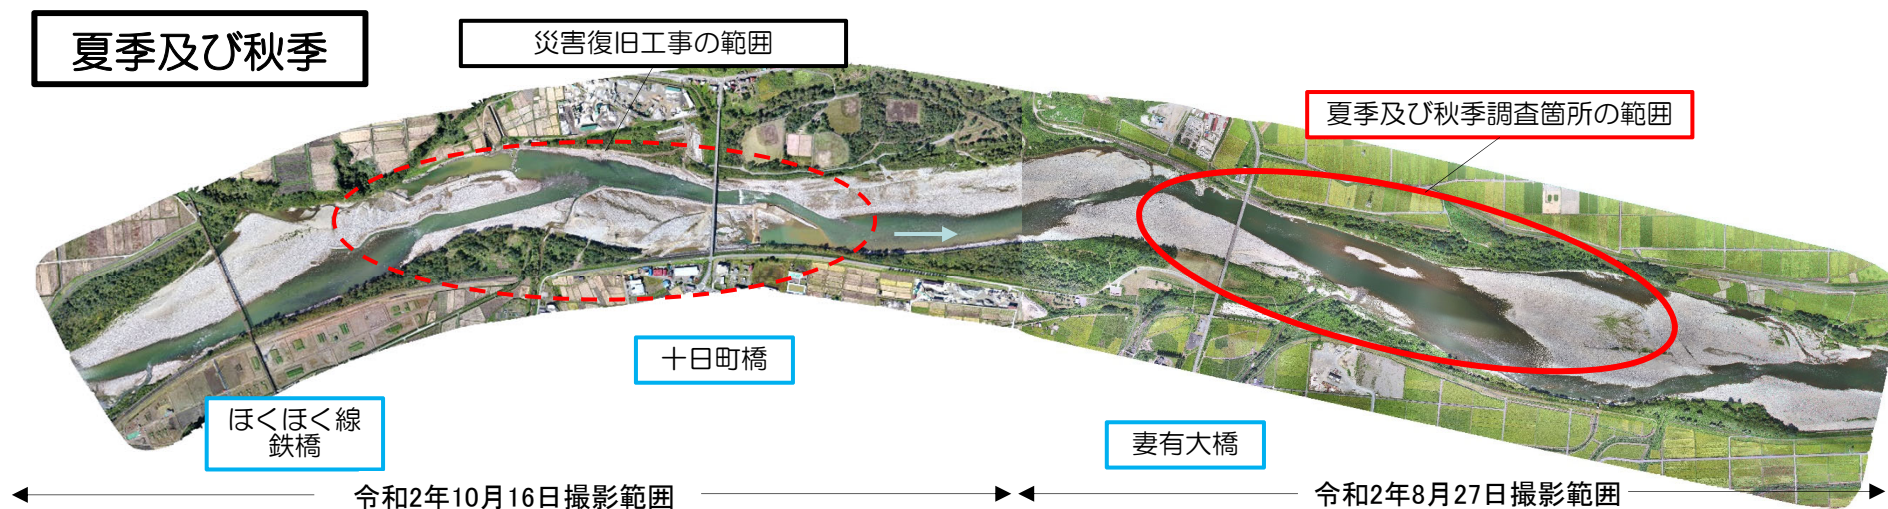 夏季及び秋季
災害復旧工事の範囲
夏季及び秋季調査箇所の範囲
十日町橋
ほくほく線
鉄橋
妻有大橋
令和2年10月16日撮影範囲
令和2年8月27日撮影範囲